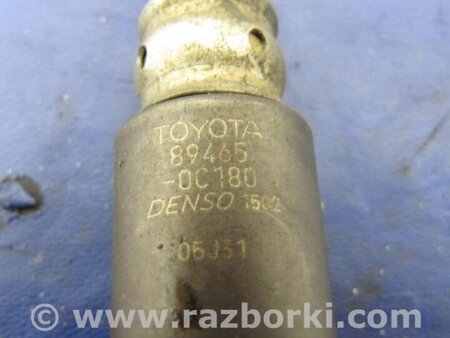 TOYOTA
89465
-0C180
DENSO 1502
05J31
© www.razborki.com